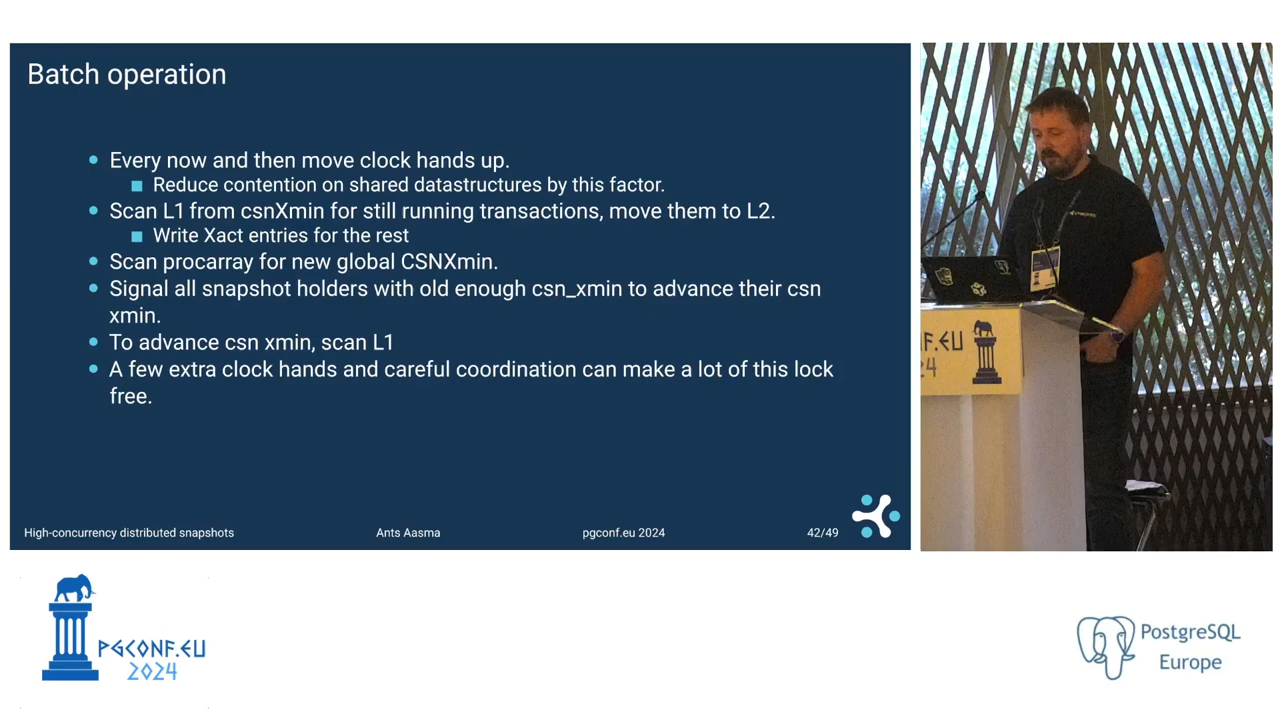 Batch operation
Every now and then move clock hands up.
Reduce contention on shared datastructures by this factor.
Scan L1 from csnXmin for still running transactions, move them to L2.
Write Xact entries for the rest
Scan procarray for new global CSNXmin.
Signal all snapshot holders with old enough csn_xmin to advance their csn
xmin.
To advance csn xmin, scan L1
A few extra clock hands and careful coordination can make a lot of this lock
free.
High-concurrency distributed snapshots
Ants Aasma
pgconf.eu 2024
42/49
NF.EU
24
PGCONF.EU
2024
PostgreSQL
Europe